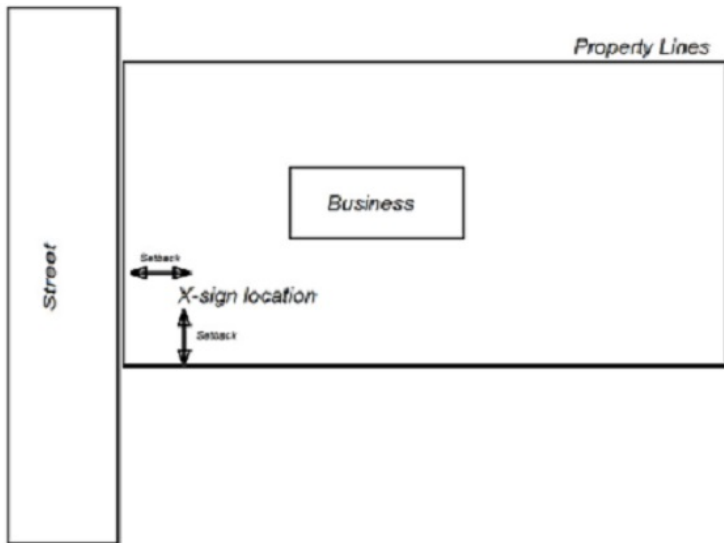 Property Lines
Business
Street
Setback
X-sign location
Setback